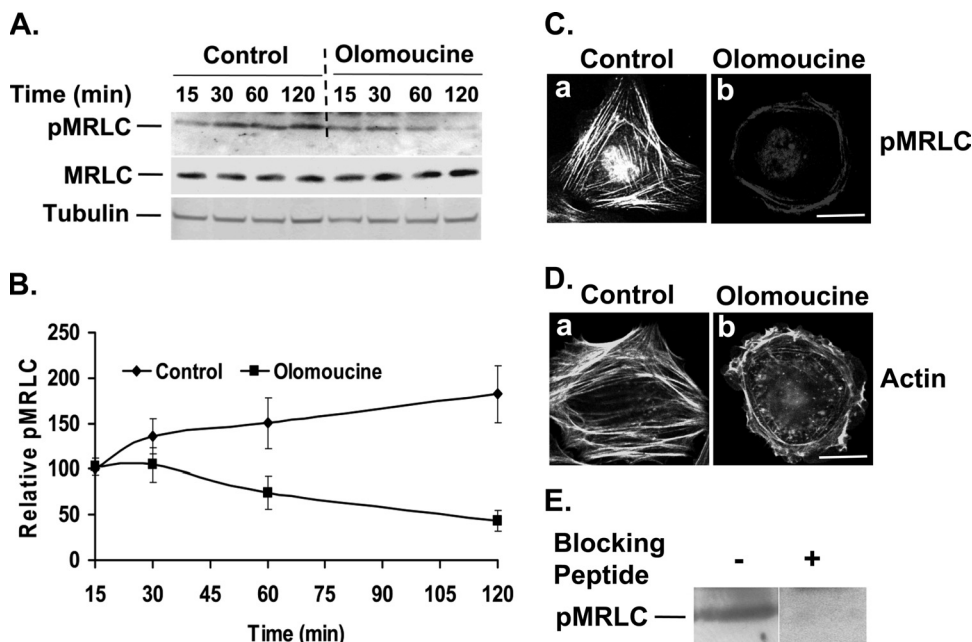 A.
Control Olomoucine
Time (min) 15 30 60 120 15 30 60 120
pMRLC
MRLC
Tubulin
B.
250
200
150
100
50
0
Relative pMRLC
Control Olomoucine
15 30 45 60 75 90 105 120
Time (min)
C.
Control Olomoucine
a b
pMRLC
D.
Control Olomoucine
a b
Actin
E.
Blocking
Peptide - +
pMRLC